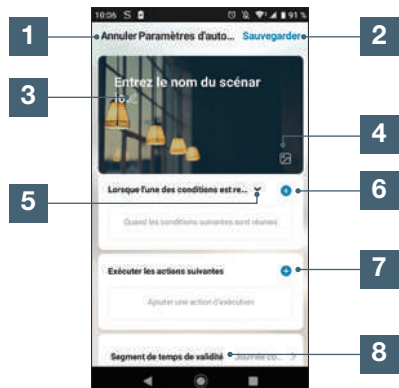 10:05 S 91 %
1
Annuler Paramètres d'auto... Sauvegarder
2
3
Entrez le nom du scénar
io
4
5
Lorsque l'une des conditions est re...
6
Quand les conditions suivantes sont réunies
Exécuter les actions suivantes
7
Ajouter une action d'exécution
Segment de temps de validité Journée co... >
8